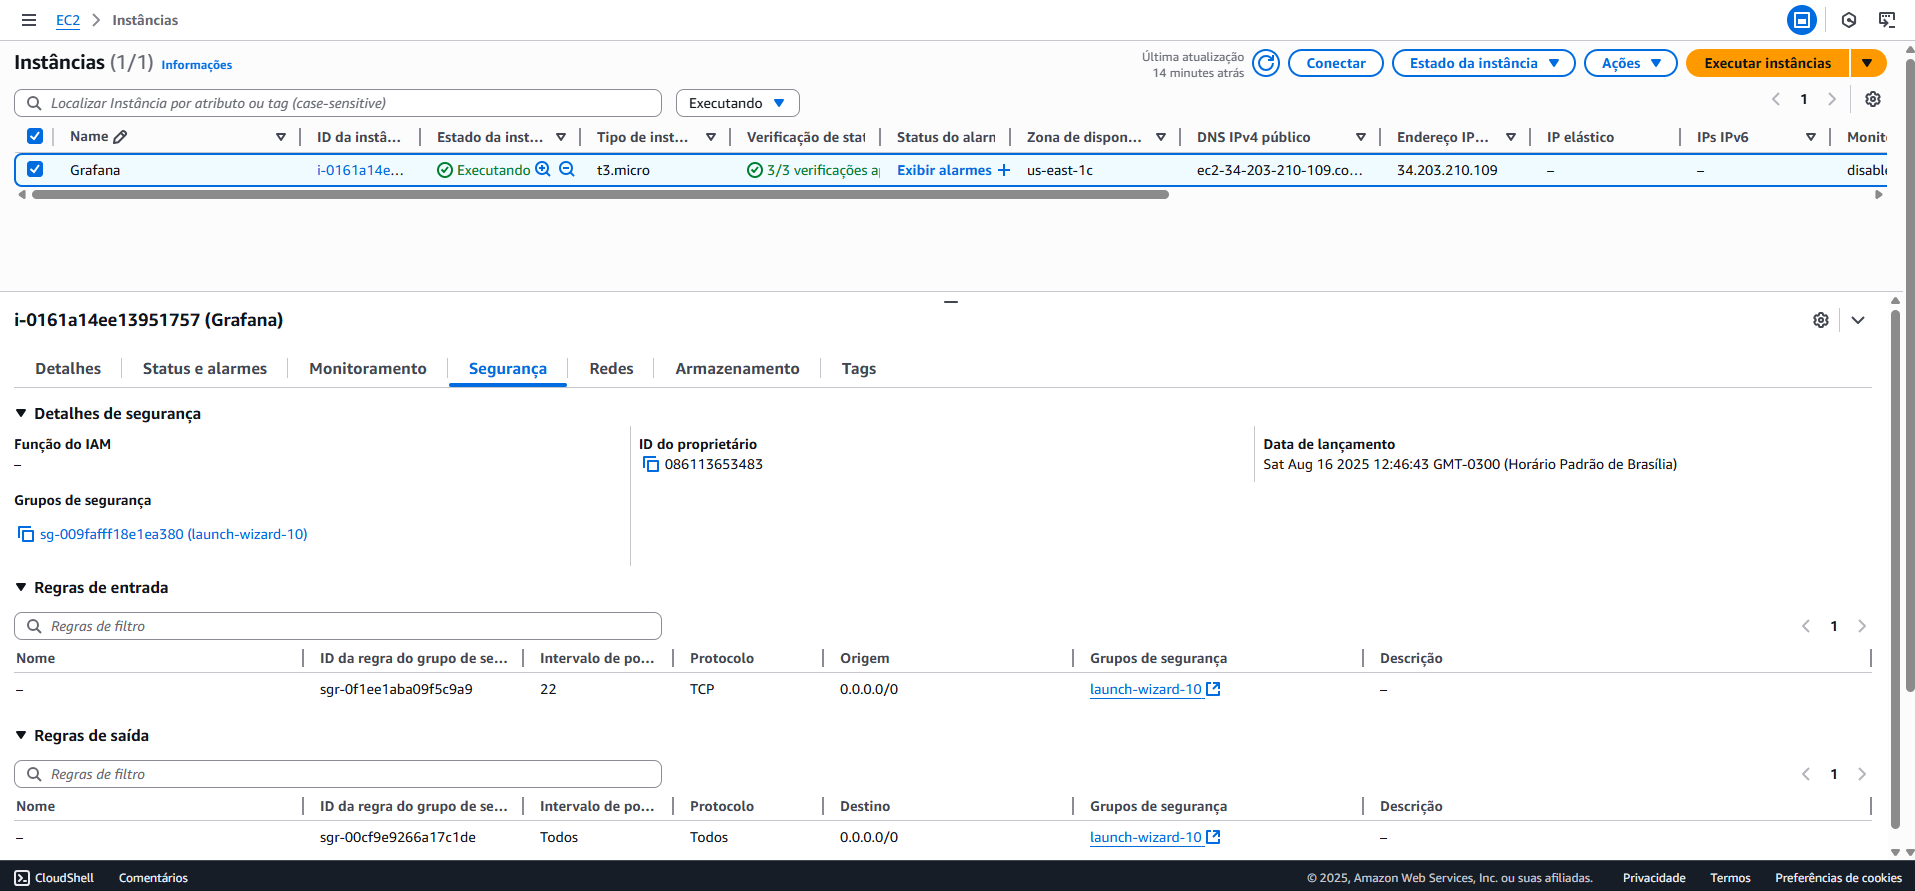 EC2 > Instâncias
Instâncias (1/1) Informações
Última atualização
14 minutes atrás
Conectar
Estado da instância
Ações
Executar instâncias
Localizar Instância por atributo ou tag (case-sensitive)
Executando
1
Name ID da instâ... Estado da inst... Tipo de inst... Verificação de stat Status do alarn Zona de dispon... DNS IPv4 público Endereço IP... IP elástico IPs IPv6 Monit
Grafana i-0161a14e... Executando t3.micro 3/3 verificações a Exibir alarmes + us-east-1c ec2-34-203-210-109.co... 34.203.210.109 – – disable
i-0161a14ee13951757 (Grafana)
Detalhes Status e alarmes Monitoramento Segurança Redes Armazenamento Tags
Detalhes de segurança
Função do IAM
–
ID do proprietário
086113653483
Data de lançamento
Sat Aug 16 2025 12:46:43 GMT-0300 (Horário Padrão de Brasília)
Grupos de segurança
sg-009fafff18e1ea380 (launch-wizard-10)
Regras de entrada
Regras de filtro
1
Nome ID da regra do grupo de se... Intervalo de po... Protocolo Origem Grupos de segurança Descrição
– sgr-0f1ee1aba09f5c9a9 22 TCP 0.0.0.0/0 launch-wizard-10 –
Regras de saída
Regras de filtro
1
Nome ID da regra do grupo de se... Intervalo de po... Protocolo Destino Grupos de segurança Descrição
– sgr-00cf9e9266a17c1de Todos Todos 0.0.0.0/0 launch-wizard-10 –
CloudShell Comentários © 2025, Amazon Web Services, Inc. ou suas afiliadas. Privacidade Termos Preferências de cookies